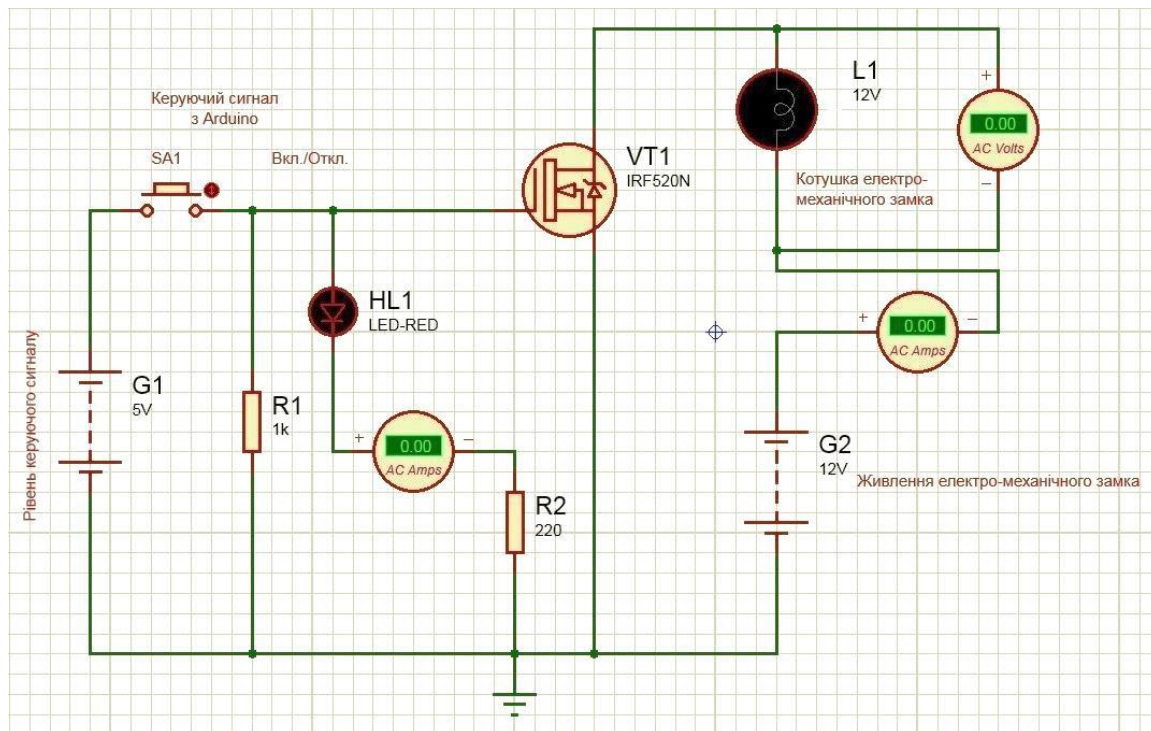 Керуючий сигнал
з Arduino
SA1
Вкл./Откл.
VT1
IRF520N
L1
12V
+
0.00
AC Volts
−
Котушка електро-
механічного замка
HL1
LED-RED
Рівень керуючого сигналу
G1
5V
R1
1k
+
0.00
AC Amps
−
R2
220
+
0.00
AC Amps
−
G2
12V
Живлення електро-механічного замка